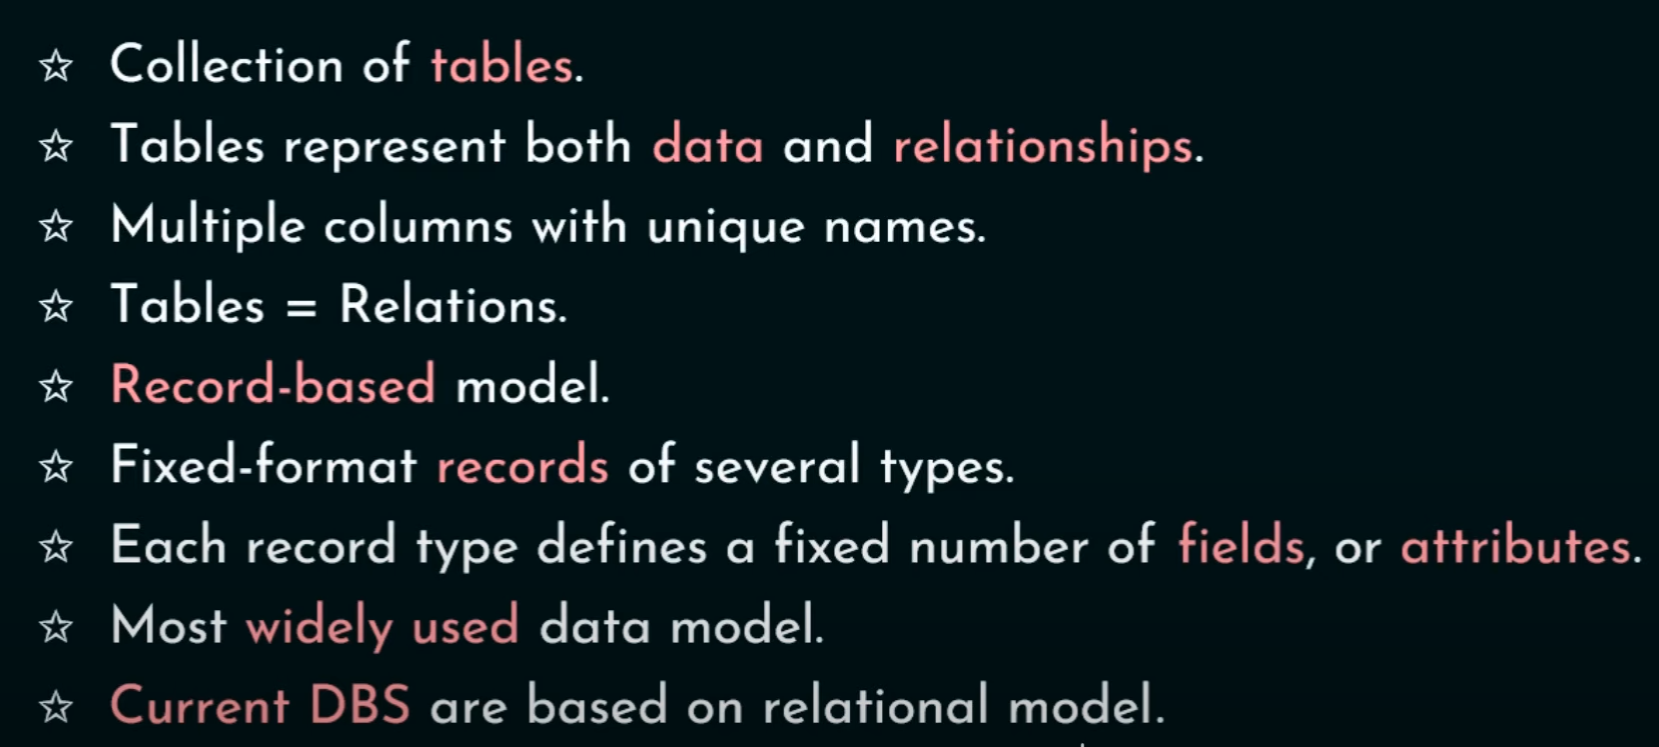 ☆ Collection of tables.
☆ Tables represent both data and relationships.
☆ Multiple columns with unique names.
☆ Tables = Relations.
☆ Record-based model.
☆ Fixed-format records of several types.
☆ Each record type defines a fixed number of fields, or attributes.
☆ Most widely used data model.
☆ Current DBS are based on relational model.